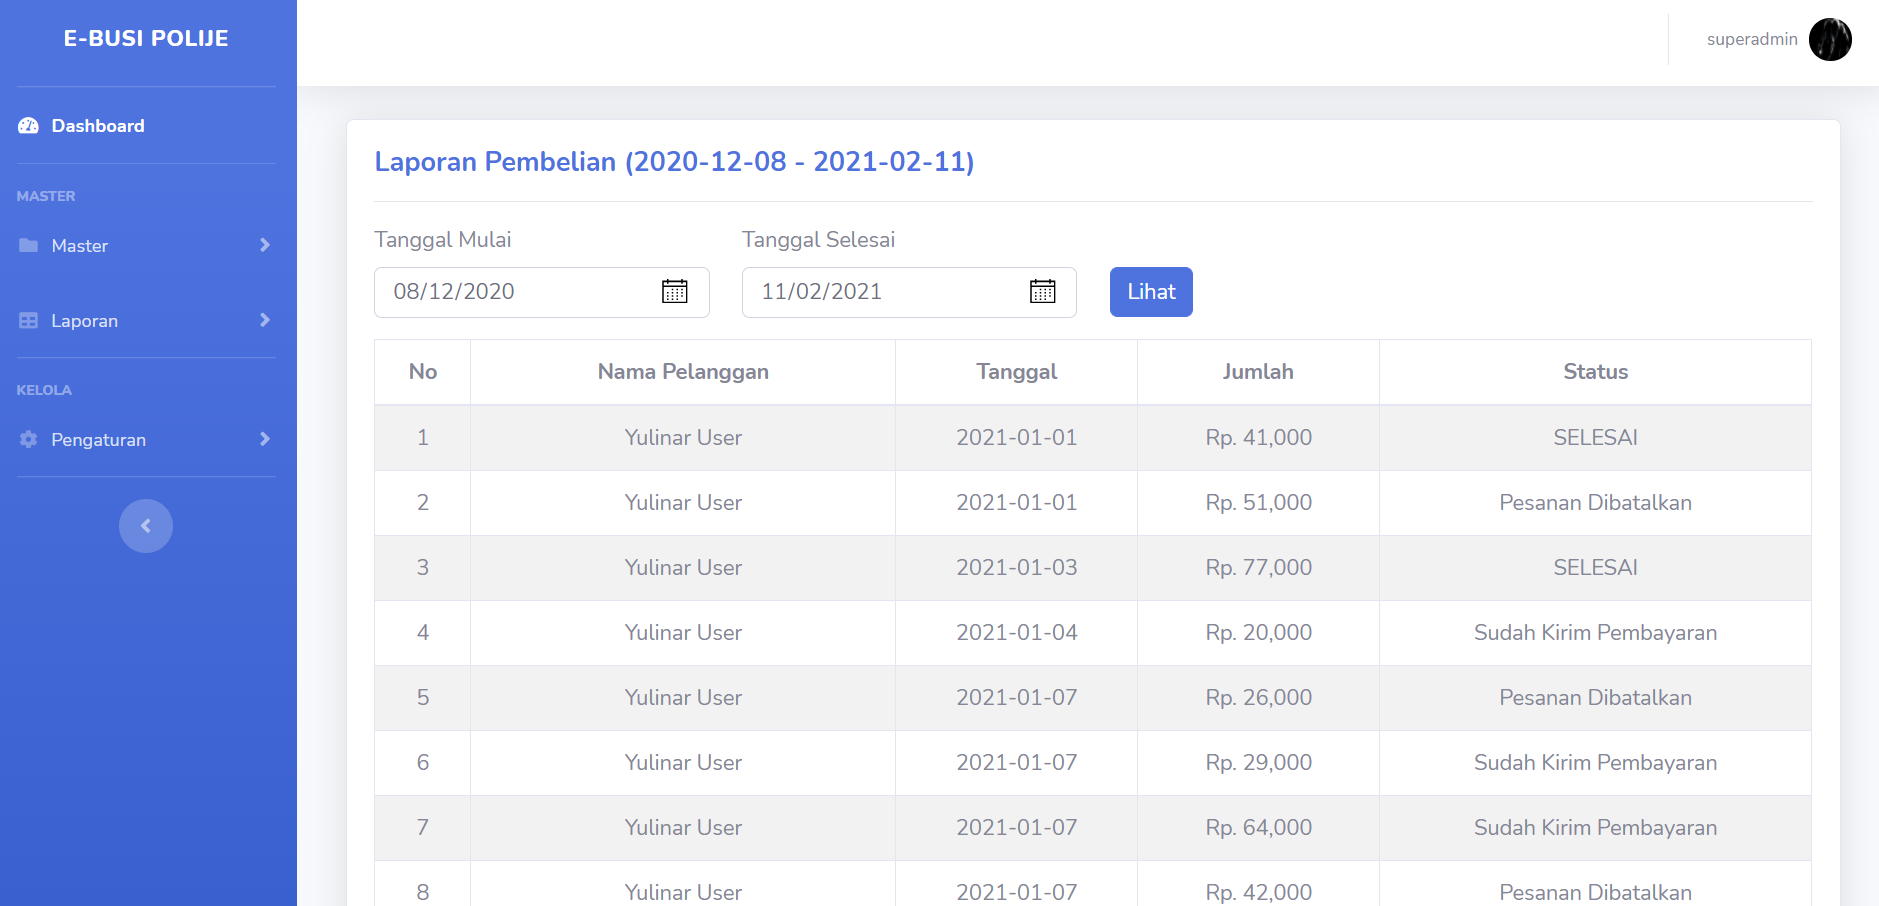 E-BUSI POLIJE
superadmin
Dashboard
MASTER
Master
Laporan
KELOLA
Pengaturan
Laporan Pembelian (2020-12-08 - 2021-02-11)
Tanggal Mulai Tanggal Selesai
08/12/2020 11/02/2021 Lihat
No Nama Pelanggan Tanggal Jumlah Status
1 Yulinar User 2021-01-01 Rp. 41,000 SELESAI
2 Yulinar User 2021-01-01 Rp. 51,000 Pesanan Dibatalkan
3 Yulinar User 2021-01-03 Rp. 77,000 SELESAI
4 Yulinar User 2021-01-04 Rp. 20,000 Sudah Kirim Pembayaran
5 Yulinar User 2021-01-07 Rp. 26,000 Pesanan Dibatalkan
6 Yulinar User 2021-01-07 Rp. 29,000 Sudah Kirim Pembayaran
7 Yulinar User 2021-01-07 Rp. 64,000 Sudah Kirim Pembayaran
8 Yulinar User 2021-01-07 Rp. 42,000 Pesanan Dibatalkan